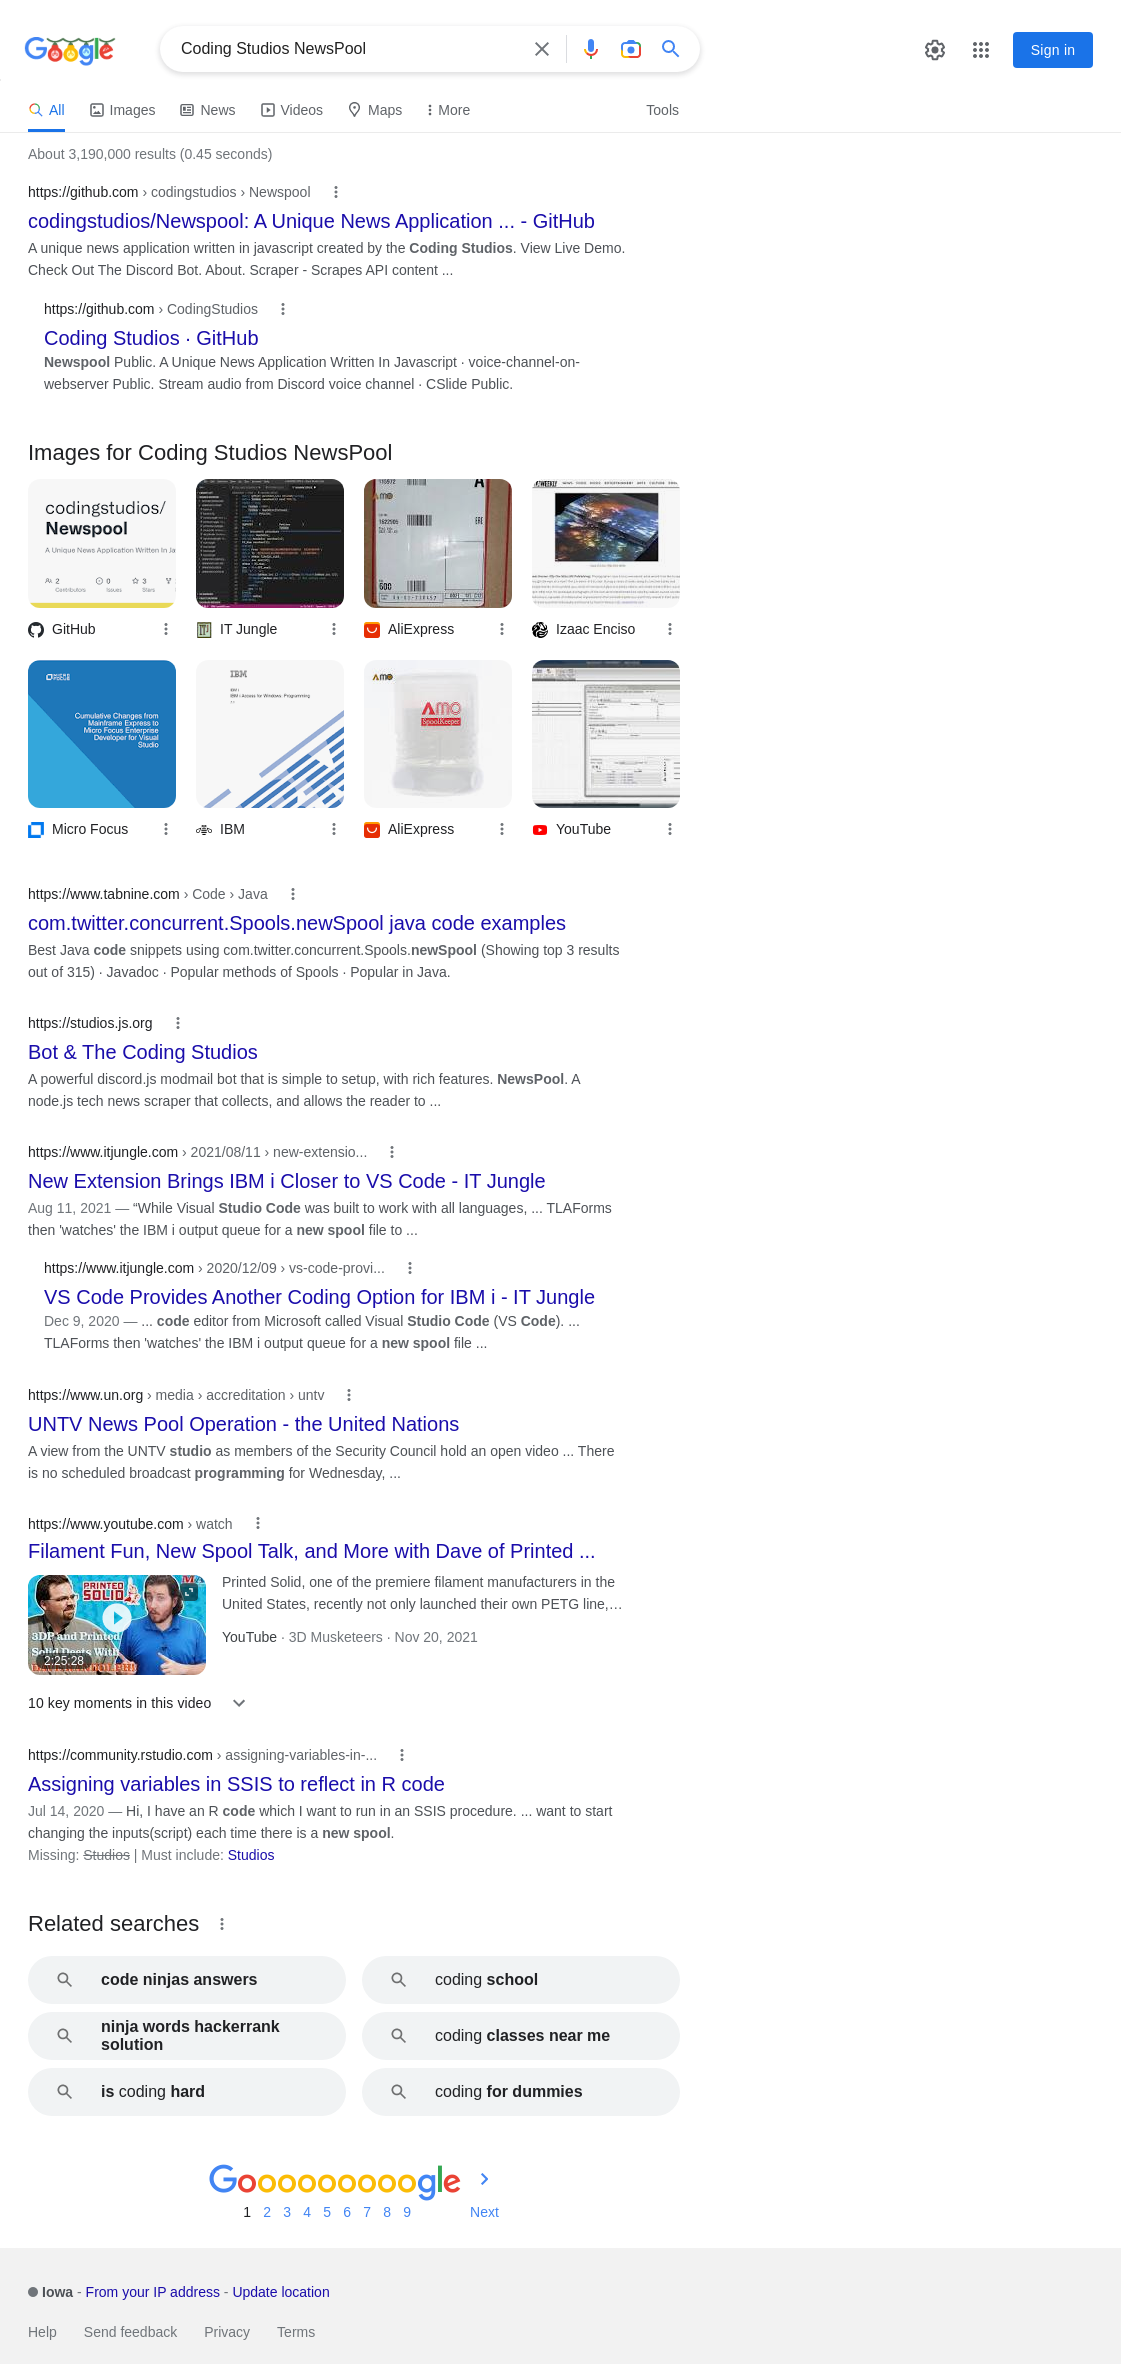 Google
Coding Studios NewsPool
Sign in
All
Images
News
Videos
Maps
More
Tools
About 3,190,000 results (0.45 seconds)
https://github.com › codingstudios › Newspool
codingstudios/Newspool: A Unique News Application ... - GitHub
A unique news application written in javascript created by the Coding Studios. View Live Demo.
Check Out The Discord Bot. About. Scraper - Scrapes API content ...
https://github.com › CodingStudios
Coding Studios · GitHub
Newspool Public. A Unique News Application Written In Javascript · voice-channel-on-
webserver Public. Stream audio from Discord voice channel · CSlide Public.
Images for Coding Studios NewsPool
codingstudios/
Newspool
A Unique News Application Written In Ja
2
0
3
Contributors
Issues
Stars
GitHub
IT Jungle
AliExpress
Izaac Enciso
Cumulative Changes from
Mainframe Express to
Micro Focus Enterprise
Developer for Visual
Studio
IBM
IBM i
IBM i Access for Windows: Programming
AMO
AMO
SpoolKeeper
Micro Focus
IBM
AliExpress
YouTube
https://www.tabnine.com › Code › Java
com.twitter.concurrent.Spools.newSpool java code examples
Best Java code snippets using com.twitter.concurrent.Spools.newSpool (Showing top 3 results
out of 315) · Javadoc · Popular methods of Spools · Popular in Java.
https://studios.js.org
Bot & The Coding Studios
A powerful discord.js modmail bot that is simple to setup, with rich features. NewsPool. A
node.js tech news scraper that collects, and allows the reader to ...
https://www.itjungle.com › 2021/08/11 › new-extensio...
New Extension Brings IBM i Closer to VS Code - IT Jungle
Aug 11, 2021 — “While Visual Studio Code was built to work with all languages, ... TLAForms
then 'watches' the IBM i output queue for a new spool file to ...
https://www.itjungle.com › 2020/12/09 › vs-code-provi...
VS Code Provides Another Coding Option for IBM i - IT Jungle
Dec 9, 2020 — ... code editor from Microsoft called Visual Studio Code (VS Code). ...
TLAForms then 'watches' the IBM i output queue for a new spool file ...
https://www.un.org › media › accreditation › untv
UNTV News Pool Operation - the United Nations
A view from the UNTV studio as members of the Security Council hold an open video ... There
is no scheduled broadcast programming for Wednesday, ...
https://www.youtube.com › watch
Filament Fun, New Spool Talk, and More with Dave of Printed ...
PRINTED
SOLID
3DP and Printed
Solid Deets With
2:25:28
Printed Solid, one of the premiere filament manufacturers in the
United States, recently not only launched their own PETG line,…
YouTube · 3D Musketeers · Nov 20, 2021
10 key moments in this video
https://community.rstudio.com › assigning-variables-in-...
Assigning variables in SSIS to reflect in R code
Jul 14, 2020 — Hi, I have an R code which I want to run in an SSIS procedure. ... want to start
changing the inputs(script) each time there is a new spool.
Missing: Studios | Must include: Studios
Related searches
code ninjas answers
coding school
ninja words hackerrank
solution
coding classes near me
is coding hard
coding for dummies
Goooooooooogle
1 2 3 4 5 6 7 8 9 Next
Iowa - From your IP address - Update location
Help Send feedback Privacy Terms